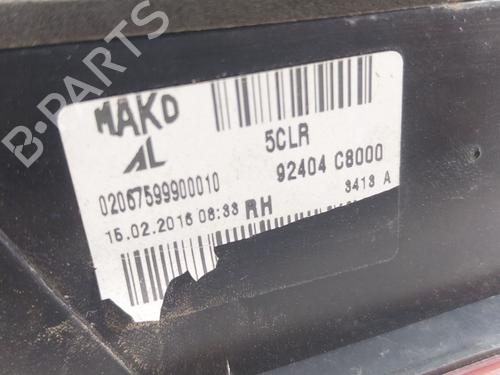 MAKO
AL
5CLR
92404 C8000
02067599900010
3413 A
15.02.2016 08:33 RH
B-PARTS